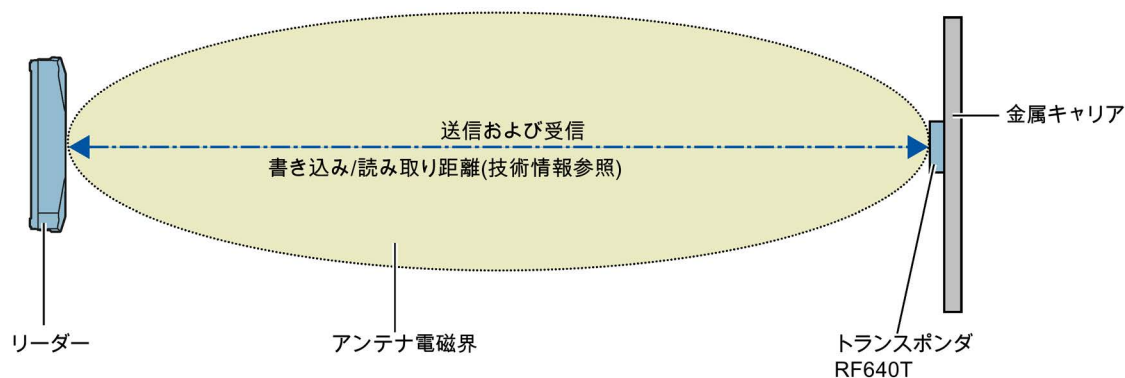 送信および受信
書き込み/読み取り距離(技術情報参照)
金属キャリア
リーダー
アンテナ電磁界
トランスポンダ
RF640T